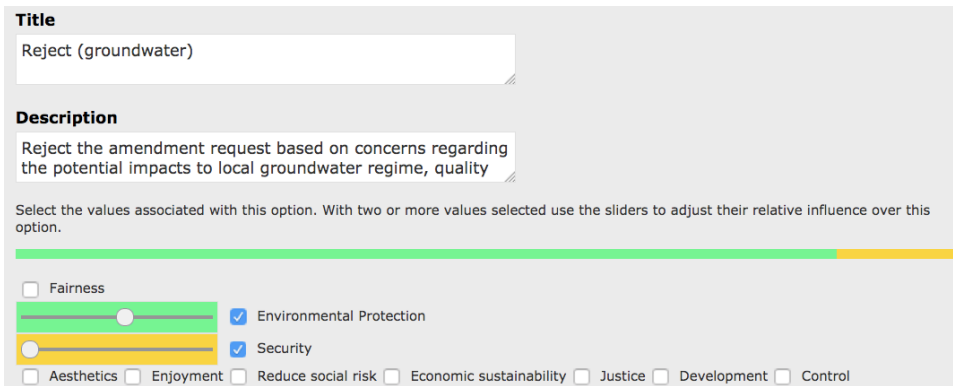 Title
Reject (groundwater)
Description
Reject the amendment request based on concerns regarding
the potential impacts to local groundwater regime, quality
Select the values associated with this option. With two or more values selected use the sliders to adjust their relative influence over this
option.
Fairness
Environmental Protection
Security
Aesthetics Enjoyment Reduce social risk Economic sustainability Justice Development Control